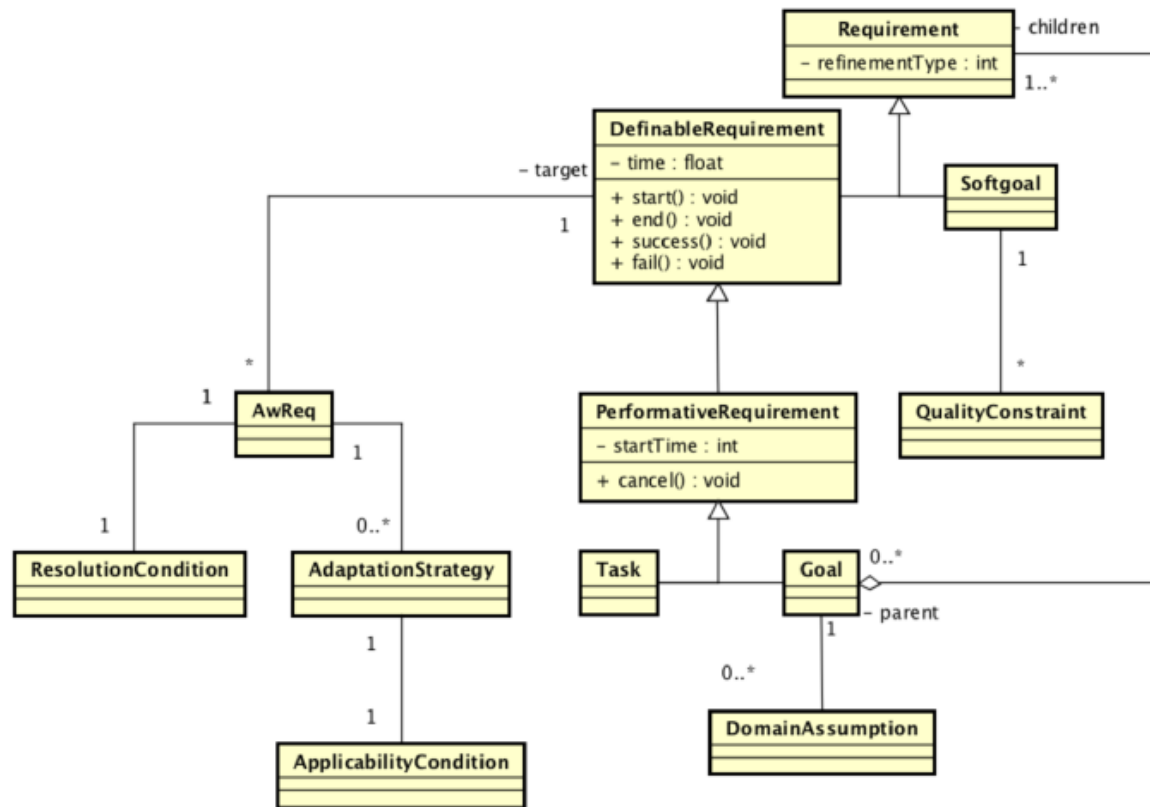 Requirement
- refinementType : int
- children
1..*
DefinableRequirement
- time : float
+ start() : void
+ end() : void
+ success() : void
+ fail() : void
- target
1
Softgoal
1
*
*
1
AwReq
1
PerformativeRequirement
- startTime : int
+ cancel() : void
QualityConstraint
1
0..*
ResolutionCondition
AdaptationStrategy
Task
Goal
0..*
- parent
1
1
0..*
1
DomainAssumption
ApplicabilityCondition